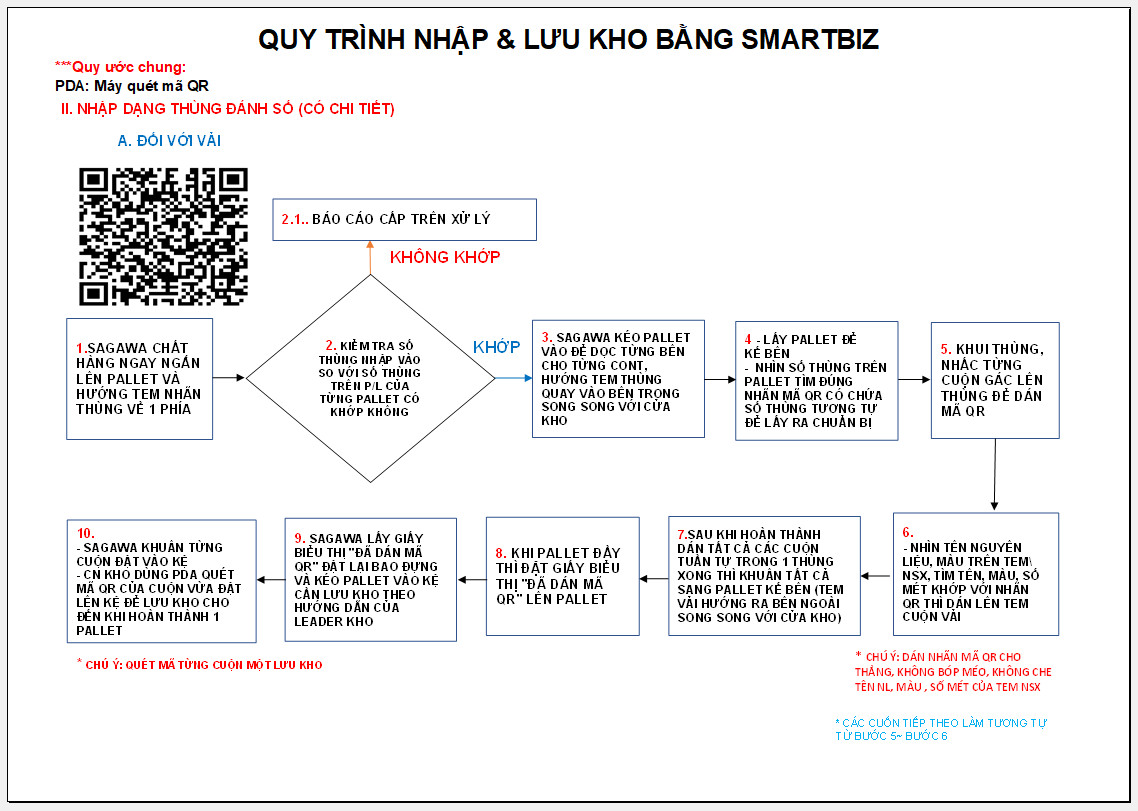 QUY TRÌNH NHẬP & LƯU KHO BẰNG SMARTBIZ
***Quy ước chung:
PDA: Máy quét mã QR
II. NHẬP DẠNG THÙNG ĐÁNH SỐ (CÓ CHI TIẾT)
A. ĐỐI VỚI VẢI
2.1.. BÁO CÁO CẤP TRÊN XỬ LÝ
KHÔNG KHỚP
1.SAGAWA CHẤT
HÀNG NGAY NGẮN
LÊN PALLET VÀ
HƯỚNG TEM NHÃN
THÙNG VỀ 1 PHÍA
2. KIỂM TRA SỐ
THÙNG NHẬP VÀO
SO VỚI SỐ THÙNG
TRÊN P/L CỦA
TỪNG PALLET CÓ
KHỚP KHÔNG
KHỚP
3. SAGAWA KÉO PALLET
VÀO ĐỂ DỌC TỪNG BÊN
CHO TỪNG CONT,
HƯỚNG TEM THÙNG
QUAY VÀO BÊN TRONG
SONG SONG VỚI CỬA
KHO
4 - LẤY PALLET ĐỂ
KẾ BÊN
- NHÌN SỐ THÙNG TRÊN
PALLET TÌM ĐÚNG
NHÃN MÃ QR CÓ CHỨA
SỐ THÙNG TƯƠNG TỰ
ĐỂ LẤY RA CHUẨN BỊ
5. KHUI THÙNG,
NHẤC TỪNG
CUỘN GÁC LÊN
THÙNG ĐỂ DÁN
MÃ QR
6.
- NHÌN TÊN NGUYÊN
LIỆU, MÀU TRÊN TEM\
NSX, TÌM TÊN, MÀU, SỐ
MÉT KHỚP VỚI NHÃN
QR THÌ DÁN LÊN TEM
CUỘN VẢI
7.SAU KHI HOÀN THÀNH
DÁN TẤT CẢ CÁC CUỘN
TUẦN TỰ TRONG 1 THÙNG
XONG THÌ KHUÂN TẤT CẢ
SANG PALLET KẾ BÊN (TEM
VẢI HƯỚNG RA BÊN NGOÀI
SONG SONG VỚI CỬA KHO)
8. KHI PALLET ĐẦY
THÌ ĐẶT GIẤY BIỂU
THỊ "ĐÃ DÁN MÃ
QR" LÊN PALLET
9. SAGAWA LẤY GIẤY
BIỂU THỊ "ĐÃ DÁN MÃ
QR" ĐẶT LẠI BAO ĐỰNG
VÀ KÉO PALLET VÀO KỆ
CẦN LƯU KHO THEO
HƯỚNG DẪN CỦA
LEADER KHO
10.
- SAGAWA KHUÂN TỪNG
CUỘN ĐẶT VÀO KỆ
- CN KHO DÙNG PDA QUÉT
MÃ QR CỦA CUỘN VỪA ĐẶT
LÊN KỆ ĐỂ LƯU KHO CHO
ĐẾN KHI HOÀN THÀNH 1
PALLET
* CHÚ Ý: QUÉT MÃ TỪNG CUỘN MỘT LƯU KHO
* CHÚ Ý: DÁN NHÃN MÃ QR CHO
THẲNG, KHÔNG BÓP MÉO, KHÔNG CHE
TÊN NL, MÀU , SỐ MÉT CỦA TEM NSX
* CÁC CUỐN TIẾP THEO LÀM TƯƠNG TỰ
TỪ BƯỚC 5~ BƯỚC 6